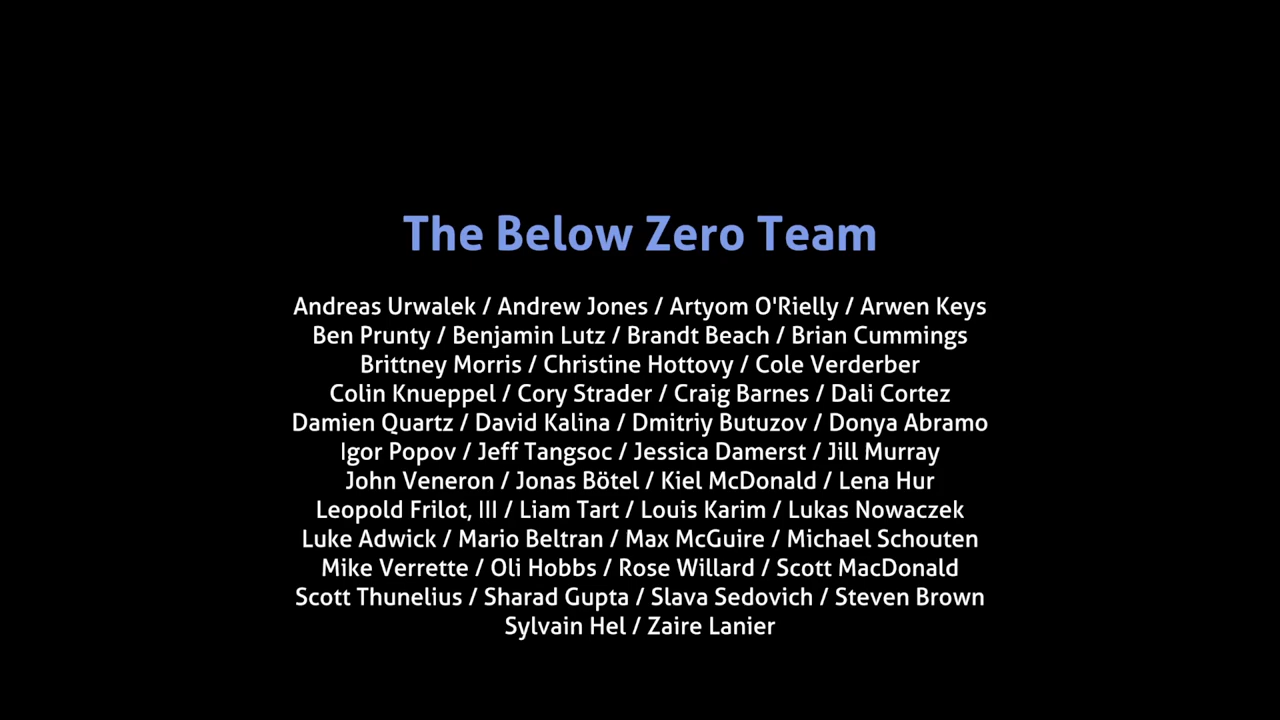 The Below Zero Team
Andreas Urwalek / Andrew Jones / Artyom O'Rielly / Arwen Keys
Ben Prunty / Benjamin Lutz / Brandt Beach / Brian Cummings
Brittney Morris / Christine Hottovy / Cole Verderber
Colin Knueppel / Cory Strader / Craig Barnes / Dali Cortez
Damien Quartz / David Kalina / Dmitriy Butuzov / Donya Abramo
Igor Popov / Jeff Tangsoc / Jessica Damerst / Jill Murray
John Veneron / Jonas Bötel / Kiel McDonald / Lena Hur
Leopold Frilot, III / Liam Tart / Louis Karim / Lukas Nowaczek
Luke Adwick / Mario Beltran / Max McGuire / Michael Schouten
Mike Verrette / Oli Hobbs / Rose Willard / Scott MacDonald
Scott Thunelius / Sharad Gupta / Slava Sedovich / Steven Brown
Sylvain Hel / Zaire Lanier